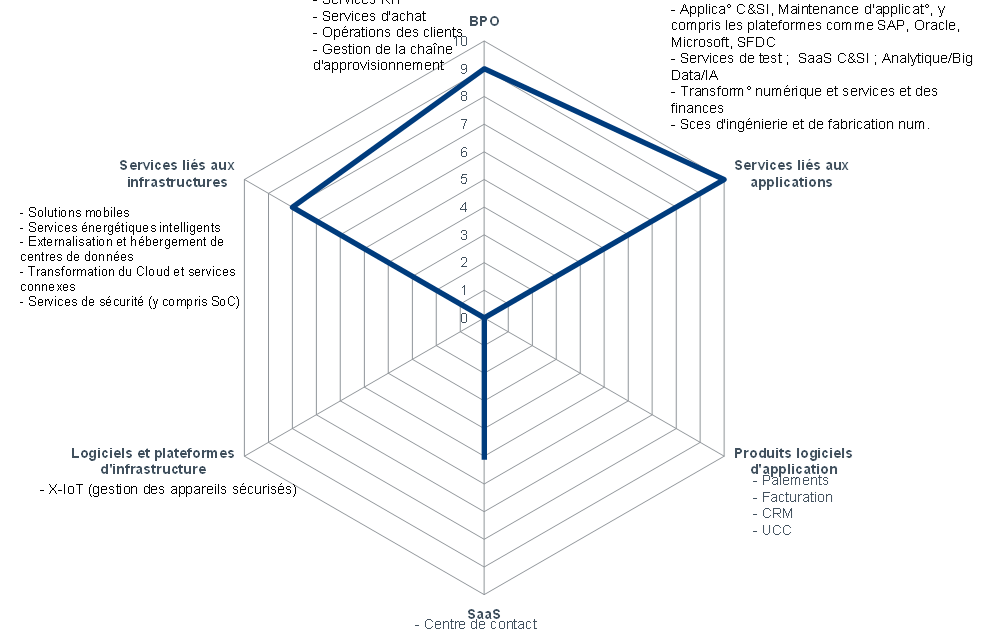 - Services RH
- Services d'achat
- Opérations des clients
- Gestion de la chaîne
d'approvisionnement
BPO
- Applica° C&SI, Maintenance d'applicat°, y
compris les plateformes comme SAP, Oracle,
Microsoft, SFDC
- Services de test ; SaaS C&SI ; Analytique/Big
Data/IA
- Transform° numérique et services et des
finances
- Sces d'ingénierie et de fabrication num.
10
9
8
7
6
5
4
3
2
1
0
Services liés aux
infrastructures
- Solutions mobiles
- Services énergétiques intelligents
- Externalisation et hébergement de
centres de données
- Transformation du Cloud et services
connexes
- Services de sécurité (y compris SoC)
Services liés aux
applications
Logiciels et plateformes
d'infrastructure
- X-IoT (gestion des appareils sécurisés)
Produits logiciels
d'application
- Paiements
- Facturation
- CRM
- UCC
SaaS
- Centre de contact